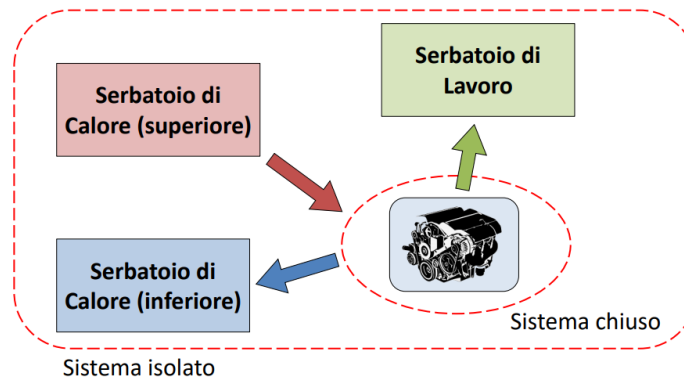 Serbatoio di
Lavoro
Serbatoio di
Calore (superiore)
Serbatoio di
Calore (inferiore)
Sistema chiuso
Sistema isolato